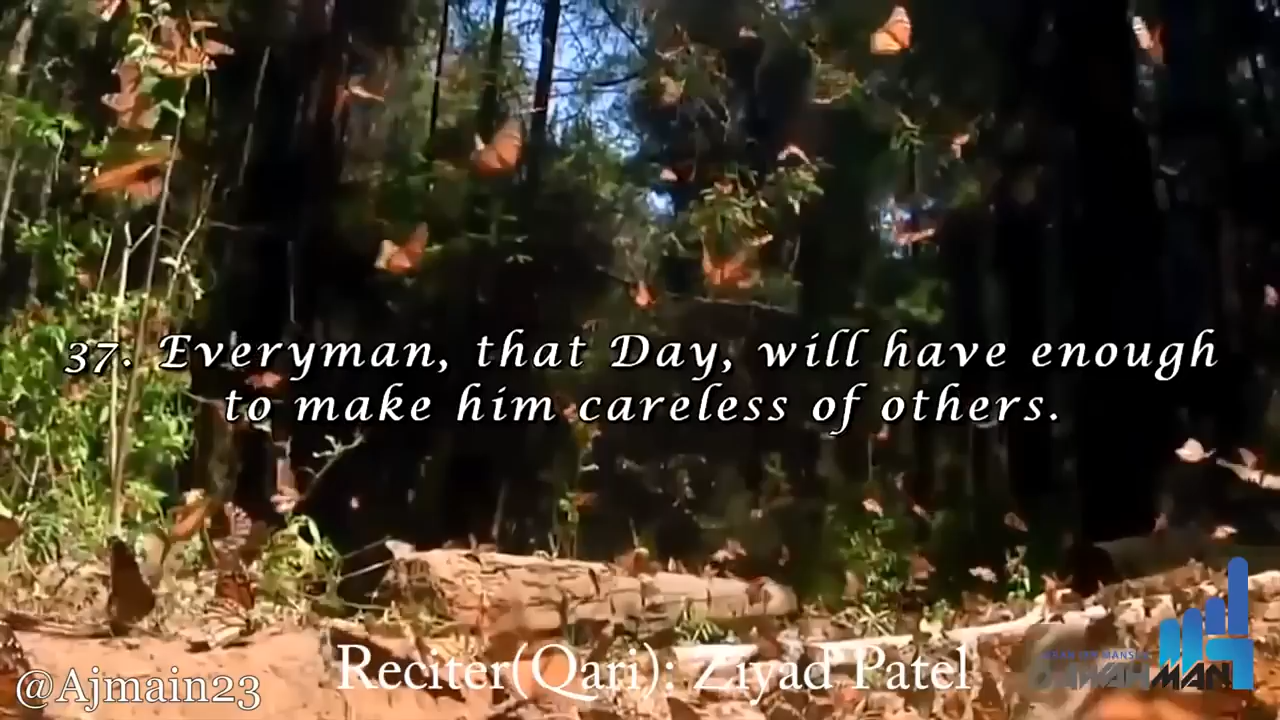 37. Everyman, that Day, will have enough
to make him careless of others.
Reciter(Qari): Ziyad Patel
@Ajmain23